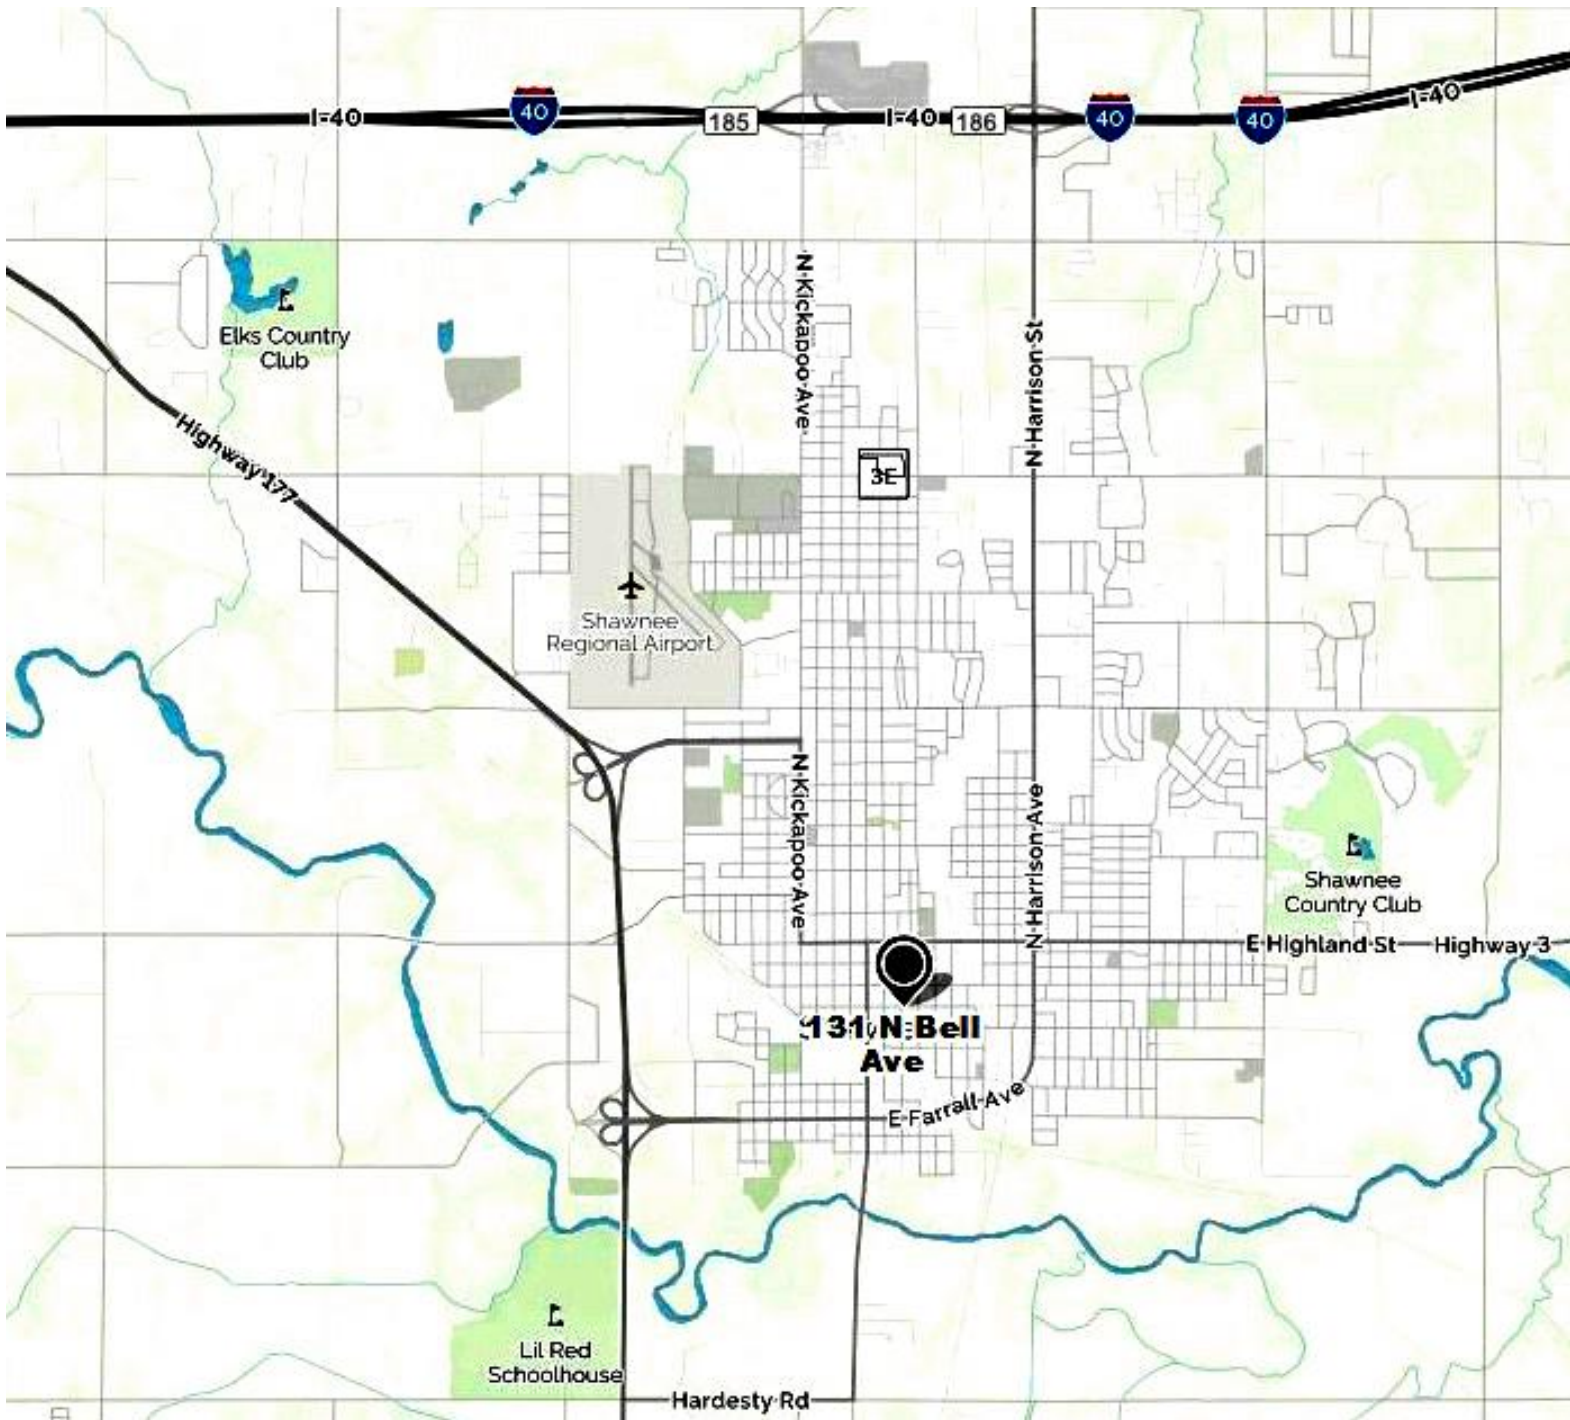 I-40
40
185
I-40
186
40
40
I-40
N Kickapoo Ave
Elks Country
Club
N Harrison St
Highway 177
3E
Shawnee
Regional Airport
N Kickapoo Ave
N Harrison Ave
Shawnee
Country Club
E Highland St
Highway 3
131 N Bell
Ave
E Farrall Ave
Lil Red
Schoolhouse
Hardesty Rd